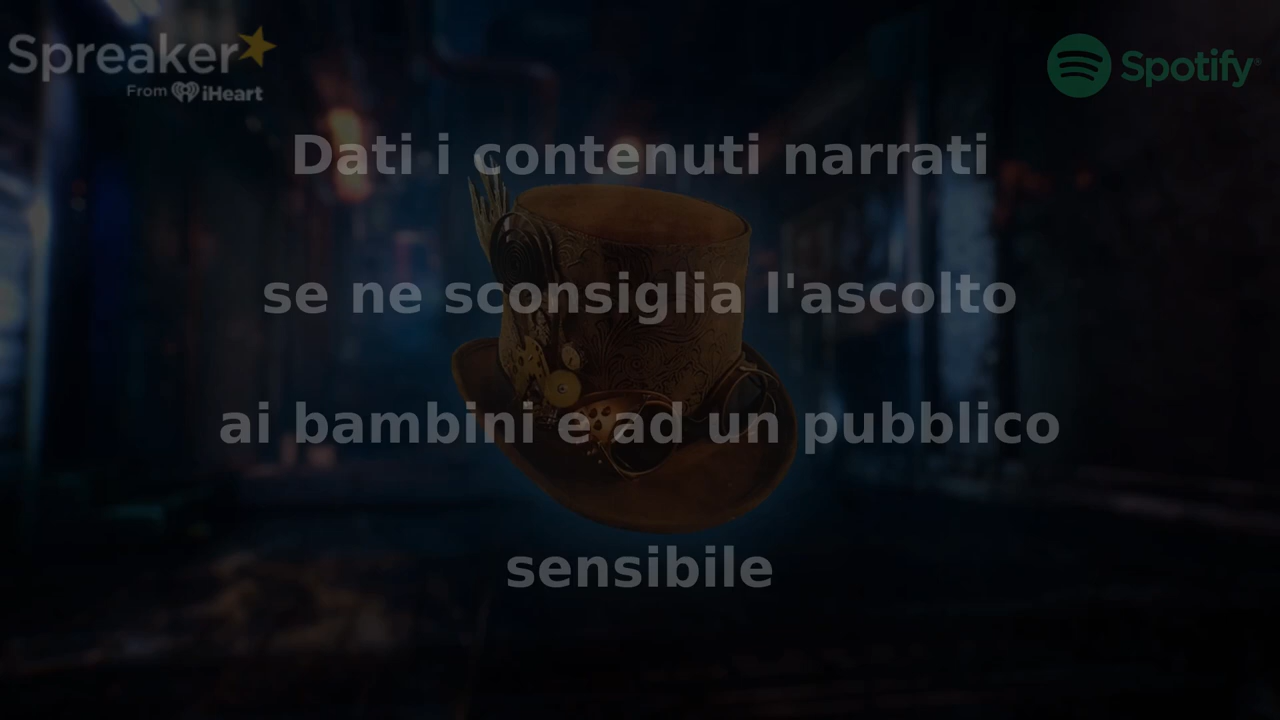 Spreaker
From iHeart
Spotify
Dati i contenuti narrati
se ne sconsiglia l'ascolto
ai bambini e ad un pubblico
sensibile